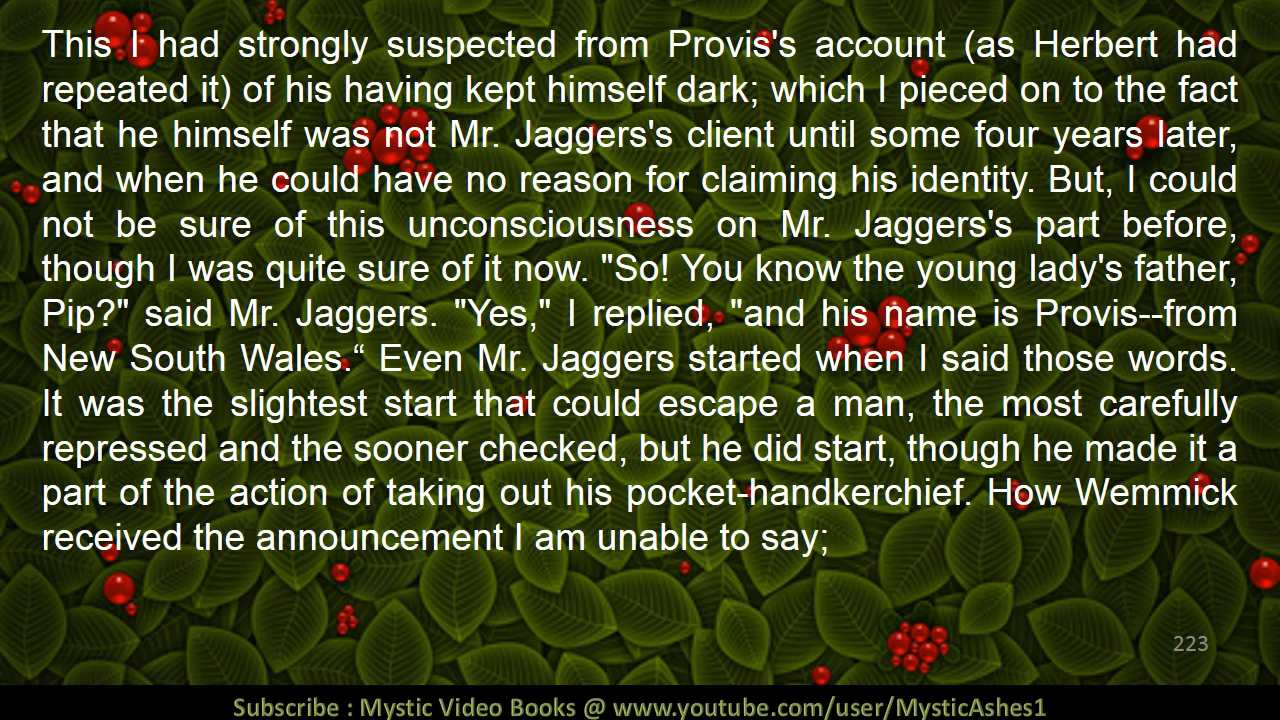 This I had strongly suspected from Provis's account (as Herbert had
repeated it) of his having kept himself dark; which I pieced on to the fact
that he himself was not Mr. Jaggers's client until some four years later,
and when he could have no reason for claiming his identity. But, I could
not be sure of this unconsciousness on Mr. Jaggers's part before,
though I was quite sure of it now. "So! You know the young lady's father,
Pip?" said Mr. Jaggers. "Yes," I replied, "and his name is Provis--from
New South Wales.“ Even Mr. Jaggers started when I said those words.
It was the slightest start that could escape a man, the most carefully
repressed and the sooner checked, but he did start, though he made it a
part of the action of taking out his pocket-handkerchief. How Wemmick
received the announcement I am unable to say;
223
Subscribe : Mystic Video Books @ www.youtube.com/user/MysticAshes1